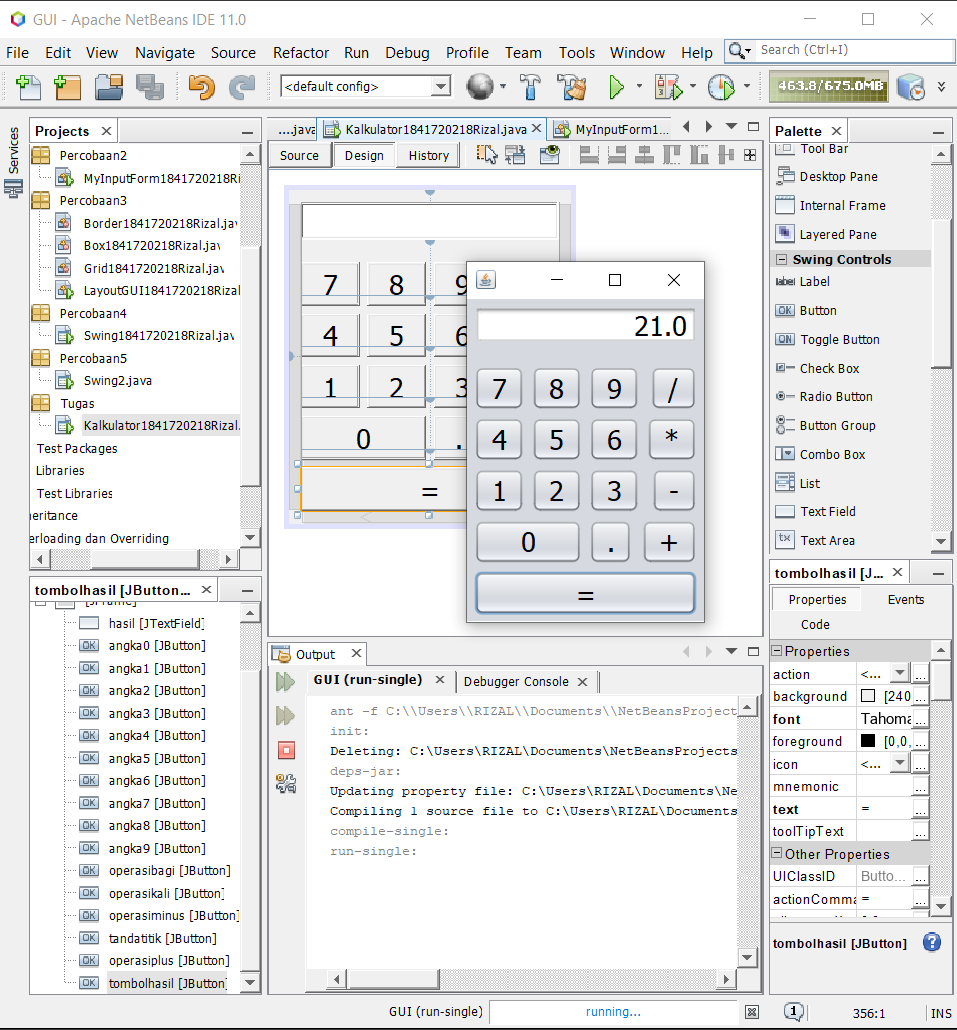 GUI - Apache NetBeans IDE 11.0
File Edit View Navigate Source Refactor Run Debug Profile Team Tools Window Help Search (Ctrl+I)
<default config> 463.8/675.0MB
Services
Projects
Percobaan2
MyInputForm1841720218Ri
Percobaan3
Border1841720218Rizal.jav
Box1841720218Rizal.jav
Grid1841720218Rizal.jav
LayoutGUI1841720218Rizal
Percobaan4
Swing1841720218Rizal.jav
Percobaan5
Swing2.java
Tugas
Kalkulator1841720218Rizal.
Test Packages
Libraries
Test Libraries
heritance
erloading dan Overriding
tombolhasil [JButton...
[JFrame]
hasil [JTextField]
angka0 [JButton]
angka1 [JButton]
angka2 [JButton]
angka3 [JButton]
angka4 [JButton]
angka5 [JButton]
angka6 [JButton]
angka7 [JButton]
angka8 [JButton]
angka9 [JButton]
operasibagi [JButton]
operasikali [JButton]
operasiminus [JButton]
tandatitik [JButton]
operasiplus [JButton]
tombolhasil [JButton]
....java Kalkulator1841720218Rizal.java MyInputForm1...
Source Design History
7 8 9
4 5 6
1 2 3
0 .
=
21.0
7 8 9 /
4 5 6 *
1 2 3 -
0 . +
=
Output
GUI (run-single) Debugger Console
ant -f C:\\Users\\RIZAL\\Documents\\NetBeansProject
init:
Deleting: C:\Users\RIZAL\Documents\NetBeansProjects
deps-jar:
Updating property file: C:\Users\RIZAL\Documents\Ne
Compiling 1 source file to C:\Users\RIZAL\Documents
compile-single:
run-single:
Palette
Tool Bar
Desktop Pane
Internal Frame
Layered Pane
Swing Controls
label Label
OK Button
ON Toggle Button
Check Box
Radio Button
Button Group
Combo Box
List
Text Field
Text Area
tombolhasil [J...
Properties Events
Code
Properties
action <... ...
background [240 ...
font Tahoma ...
foreground [0,0, ...
icon <... ...
mnemonic ...
text = ...
toolTipText ...
Other Properties
UIClassID Butto... ...
actionComma = ...
tombolhasil [JButton]
GUI (run-single) running... 356:1 INS